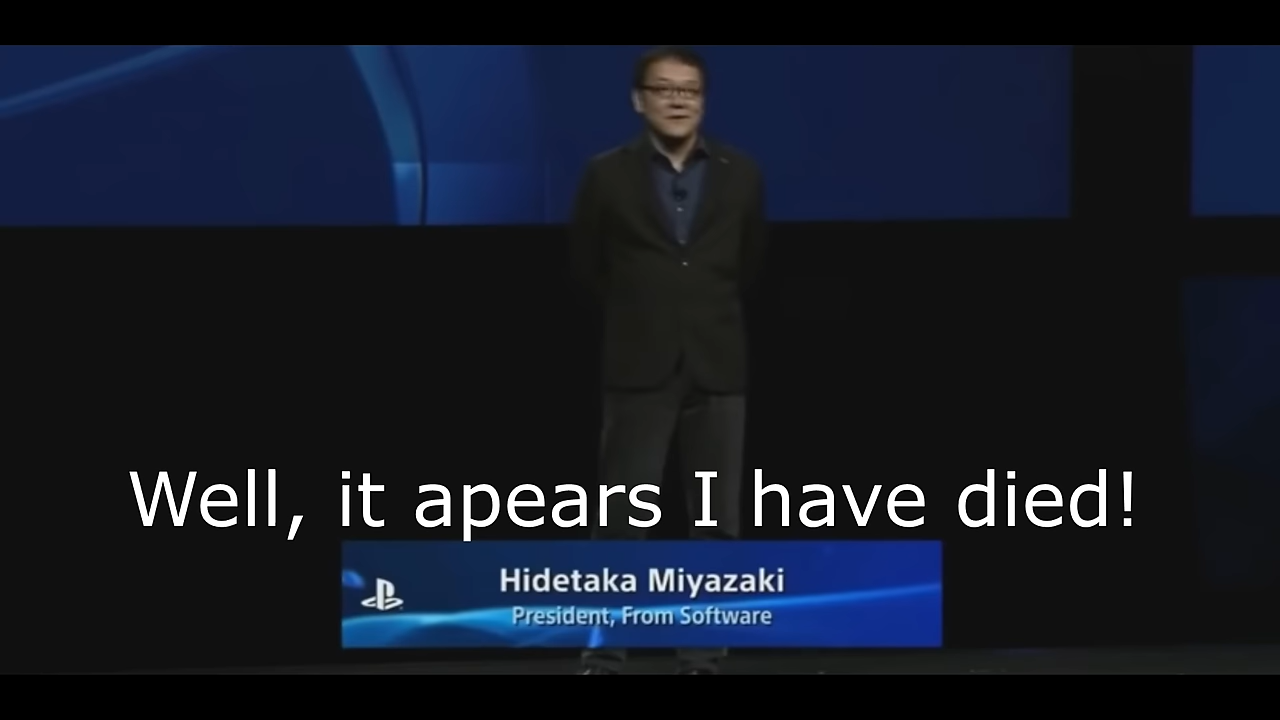 Well, it apears I have died!
Hidetaka Miyazaki
President, From Software